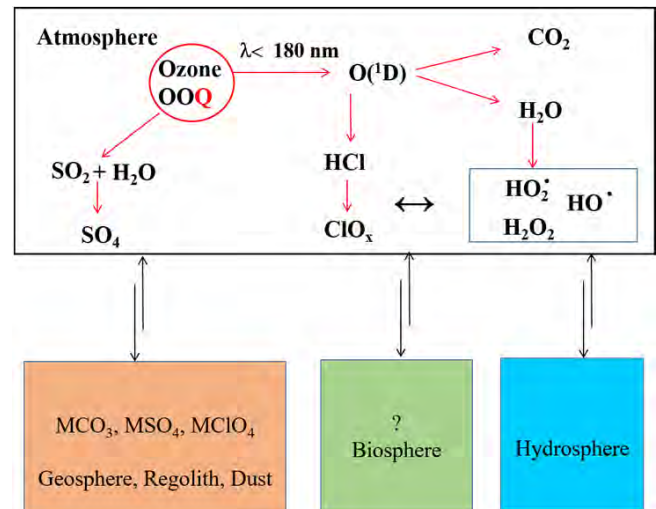 Atmosphere
λ< 180 nm
CO₂
Ozone
OOQ
O(¹D)
H₂O
SO₂ + H₂O
HCl
HO₂•
HO•
H₂O₂
SO₄
ClOₓ
MCO₃, MSO₄, MClO₄
Geosphere, Regolith, Dust
?
Biosphere
Hydrosphere